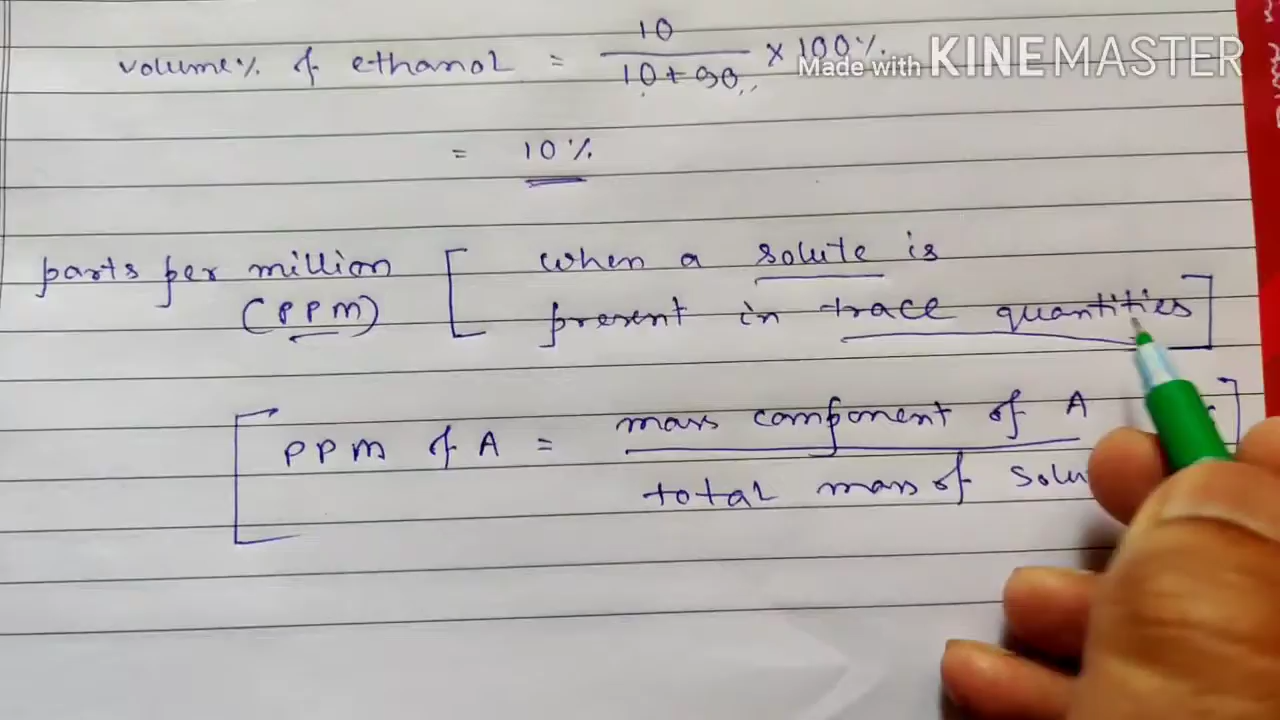 volume% of ethanol = 10 / 10+90 × 100%
Made with KINEMASTER
= 10%
parts per million [ when a solute is
(PPM) present in trace quantities ]
[ PPM of A = mass component of A
total mass of Solu